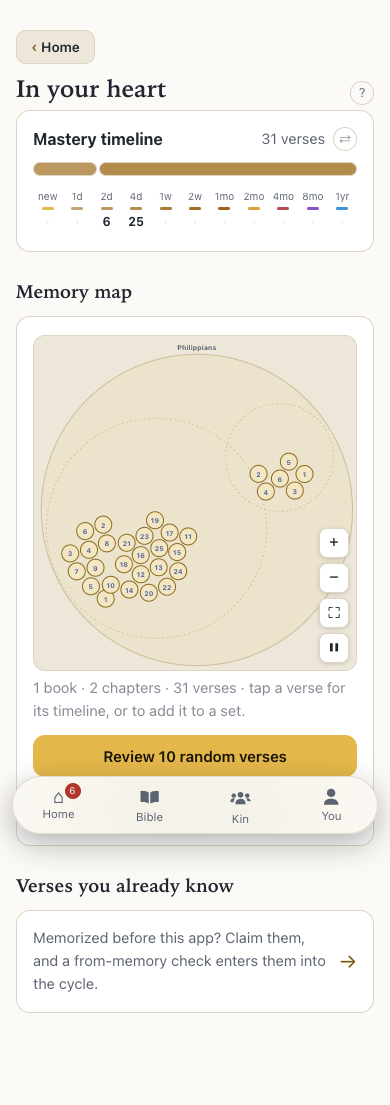 ‹ Home
In your heart
?
Mastery timeline
31 verses
new 1d 2d 4d 1w 2w 1mo 2mo 4mo 8mo 1yr
6 25
Memory map
Philippians
5
2 1
6
4 3
19
2
6 17
23 11
8 21
25
4 16 15
3
18 13
9 24
7 12
5 10 22
14 20
1
+
−
1 book · 2 chapters · 31 verses · tap a verse for
its timeline, or to add it to a set.
Review 10 random verses
6
Home Bible Kin You
Verses you already know
Memorized before this app? Claim them,
and a from-memory check enters them into
the cycle.
→